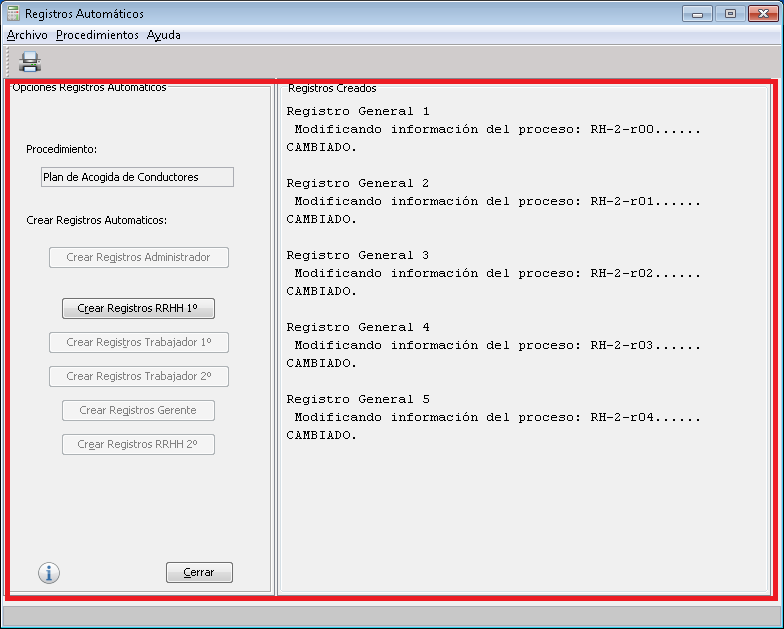 Registros Automáticos
Archivo Procedimientos Ayuda
Opciones Registros Automaticos
Procedimiento:
Plan de Acogida de Conductores
Crear Registros Automaticos:
Crear Registros Administrador
Crear Registros RRHH 1º
Crear Registros Trabajador 1º
Crear Registros Trabajador 2º
Crear Registros Gerente
Crear Registros RRHH 2º
Cerrar
Registros Creados
Registro General 1
Modificando información del proceso: RH-2-r00......
CAMBIADO.
Registro General 2
Modificando información del proceso: RH-2-r01......
CAMBIADO.
Registro General 3
Modificando información del proceso: RH-2-r02......
CAMBIADO.
Registro General 4
Modificando información del proceso: RH-2-r03......
CAMBIADO.
Registro General 5
Modificando información del proceso: RH-2-r04......
CAMBIADO.